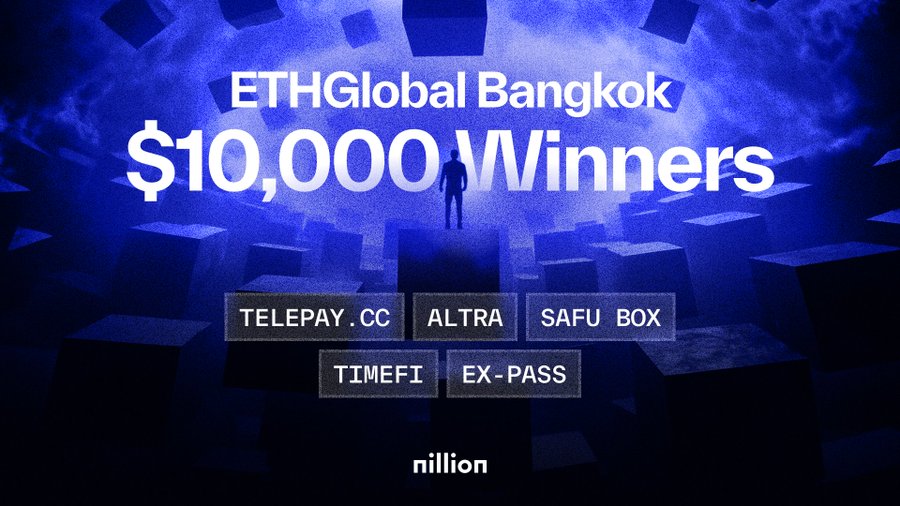 ETHGlobal Bangkok
$10,000 Winners
TELEPAY.CC ALTRA SAFU BOX
TIMEFI EX-PASS
nillion